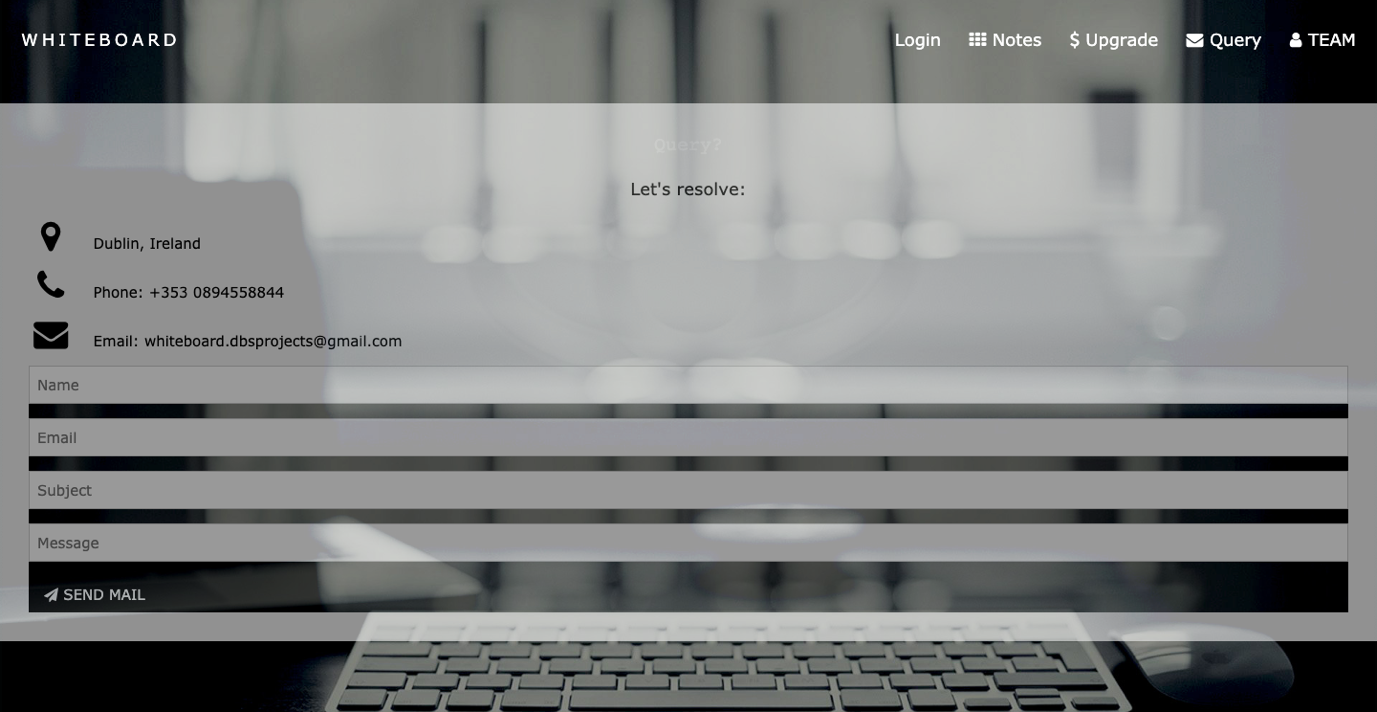 WHITEBOARD
Login Notes $ Upgrade Query TEAM
Query?
Let's resolve:
Dublin, Ireland
Phone: +353 0894558844
Email: whiteboard.dbsprojects@gmail.com
Name
Email
Subject
Message
SEND MAIL